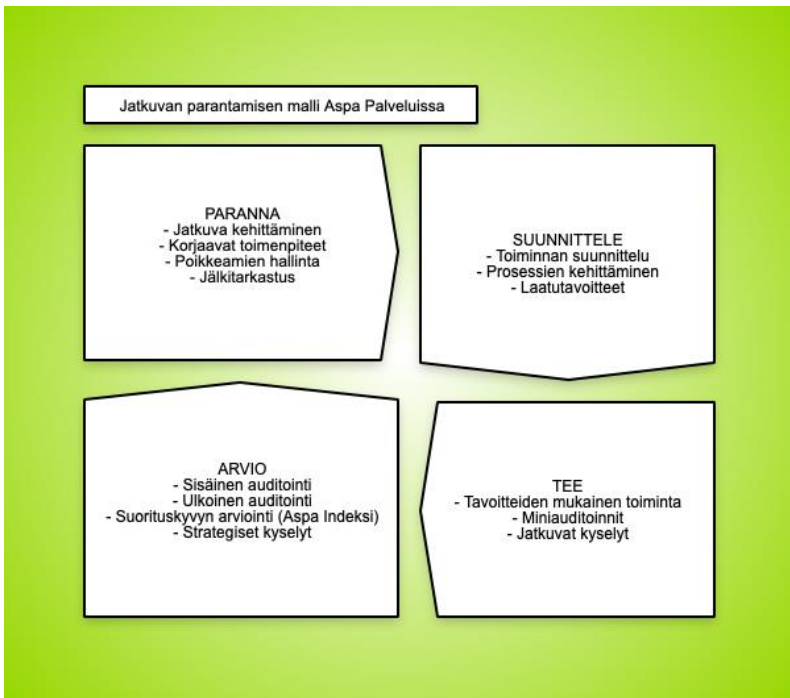 Jatkuvan parantamisen malli Aspa Palveluissa
PARANNA
- Jatkuva kehittäminen
- Korjaavat toimenpiteet
- Poikkeamien hallinta
- Jälkitarkastus
SUUNNITTELE
- Toiminnan suunnittelu
- Prosessien kehittäminen
- Laatutavoitteet
ARVIO
- Sisäinen auditointi
- Ulkoinen auditointi
- Suorituskyvyn arviointi (Aspa Indeksi)
- Strategiset kyselyt
TEE
- Tavoitteiden mukainen toiminta
- Miniauditoinnit
- Jatkuvat kyselyt